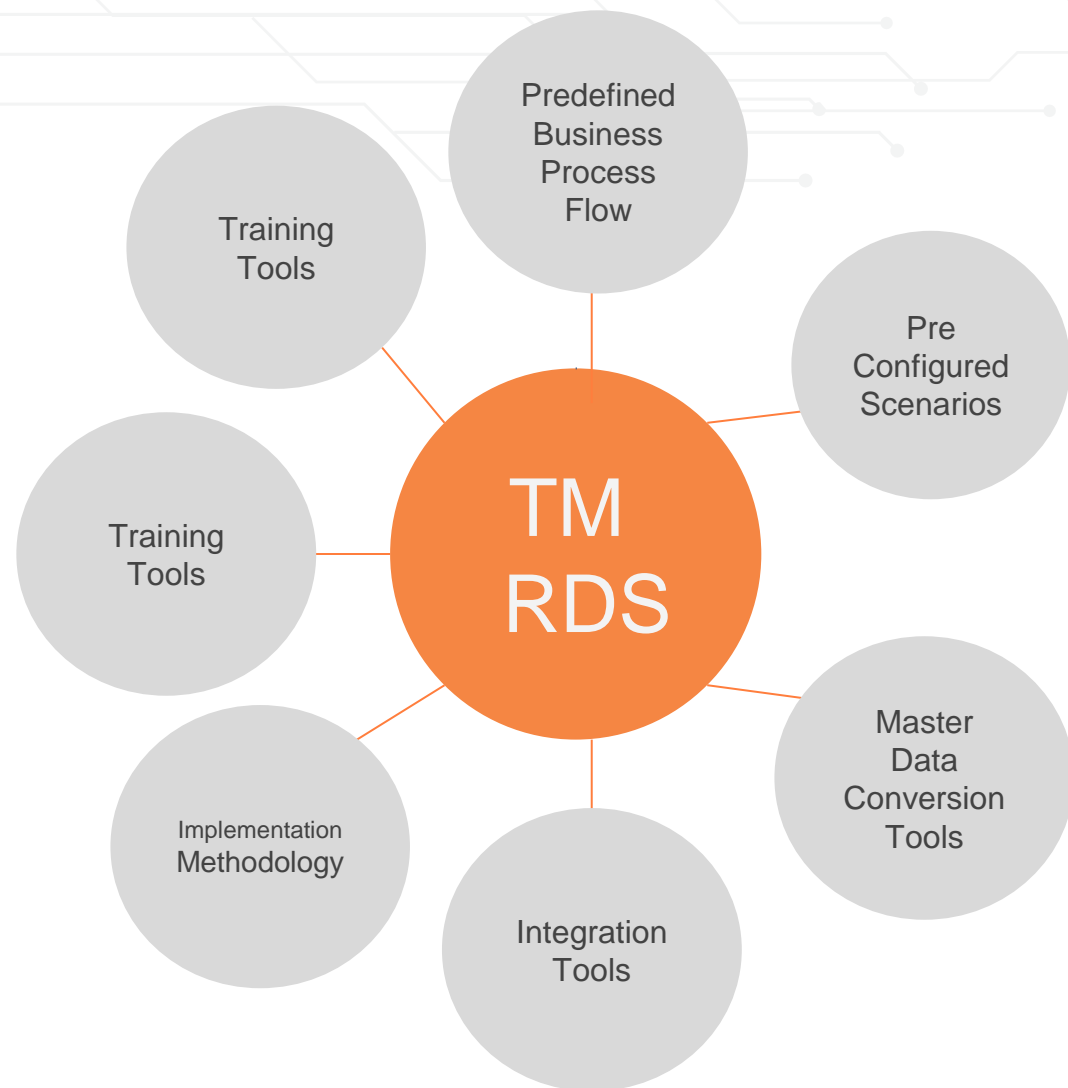 Predefined
Business
Process
Flow
Training
Tools
Pre
Configured
Scenarios
TM
RDS
Training
Tools
Master
Data
Conversion
Tools
Implementation
Methodology
Integration
Tools